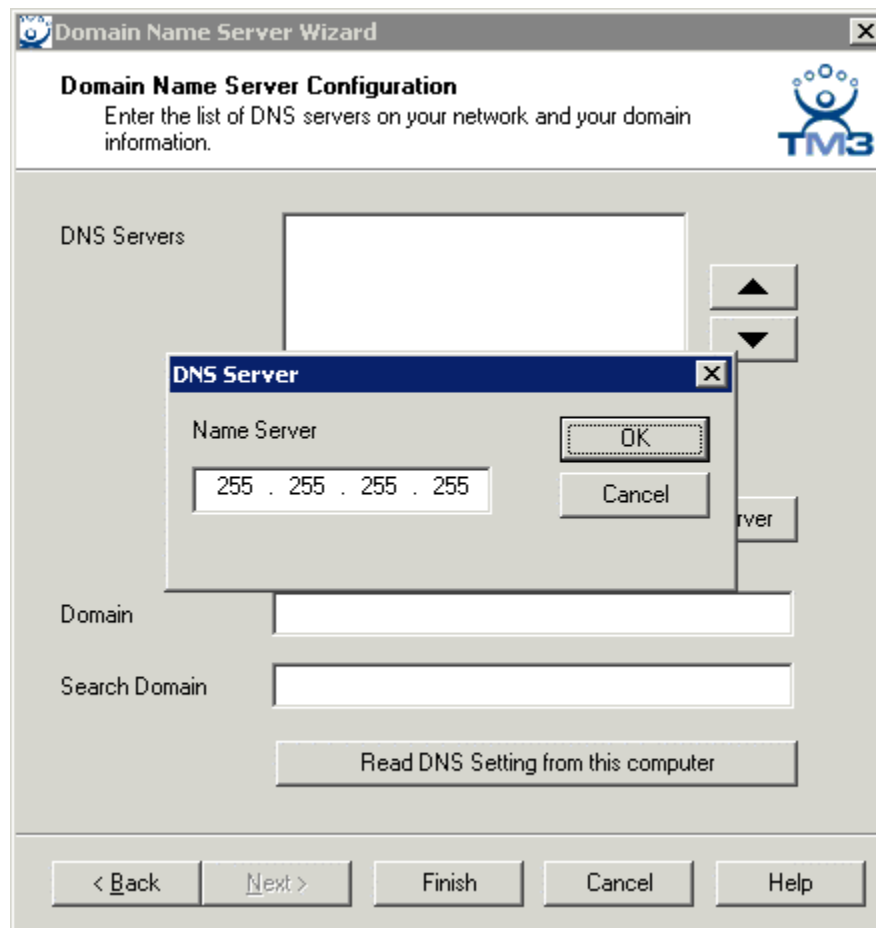 Domain Name Server Wizard
Domain Name Server Configuration
Enter the list of DNS servers on your network and your domain
information.
TM3
DNS Servers
DNS Server
Name Server
OK
255 . 255 . 255 . 255
Cancel
rver
Domain
Search Domain
Read DNS Setting from this computer
< Back
Next >
Finish
Cancel
Help